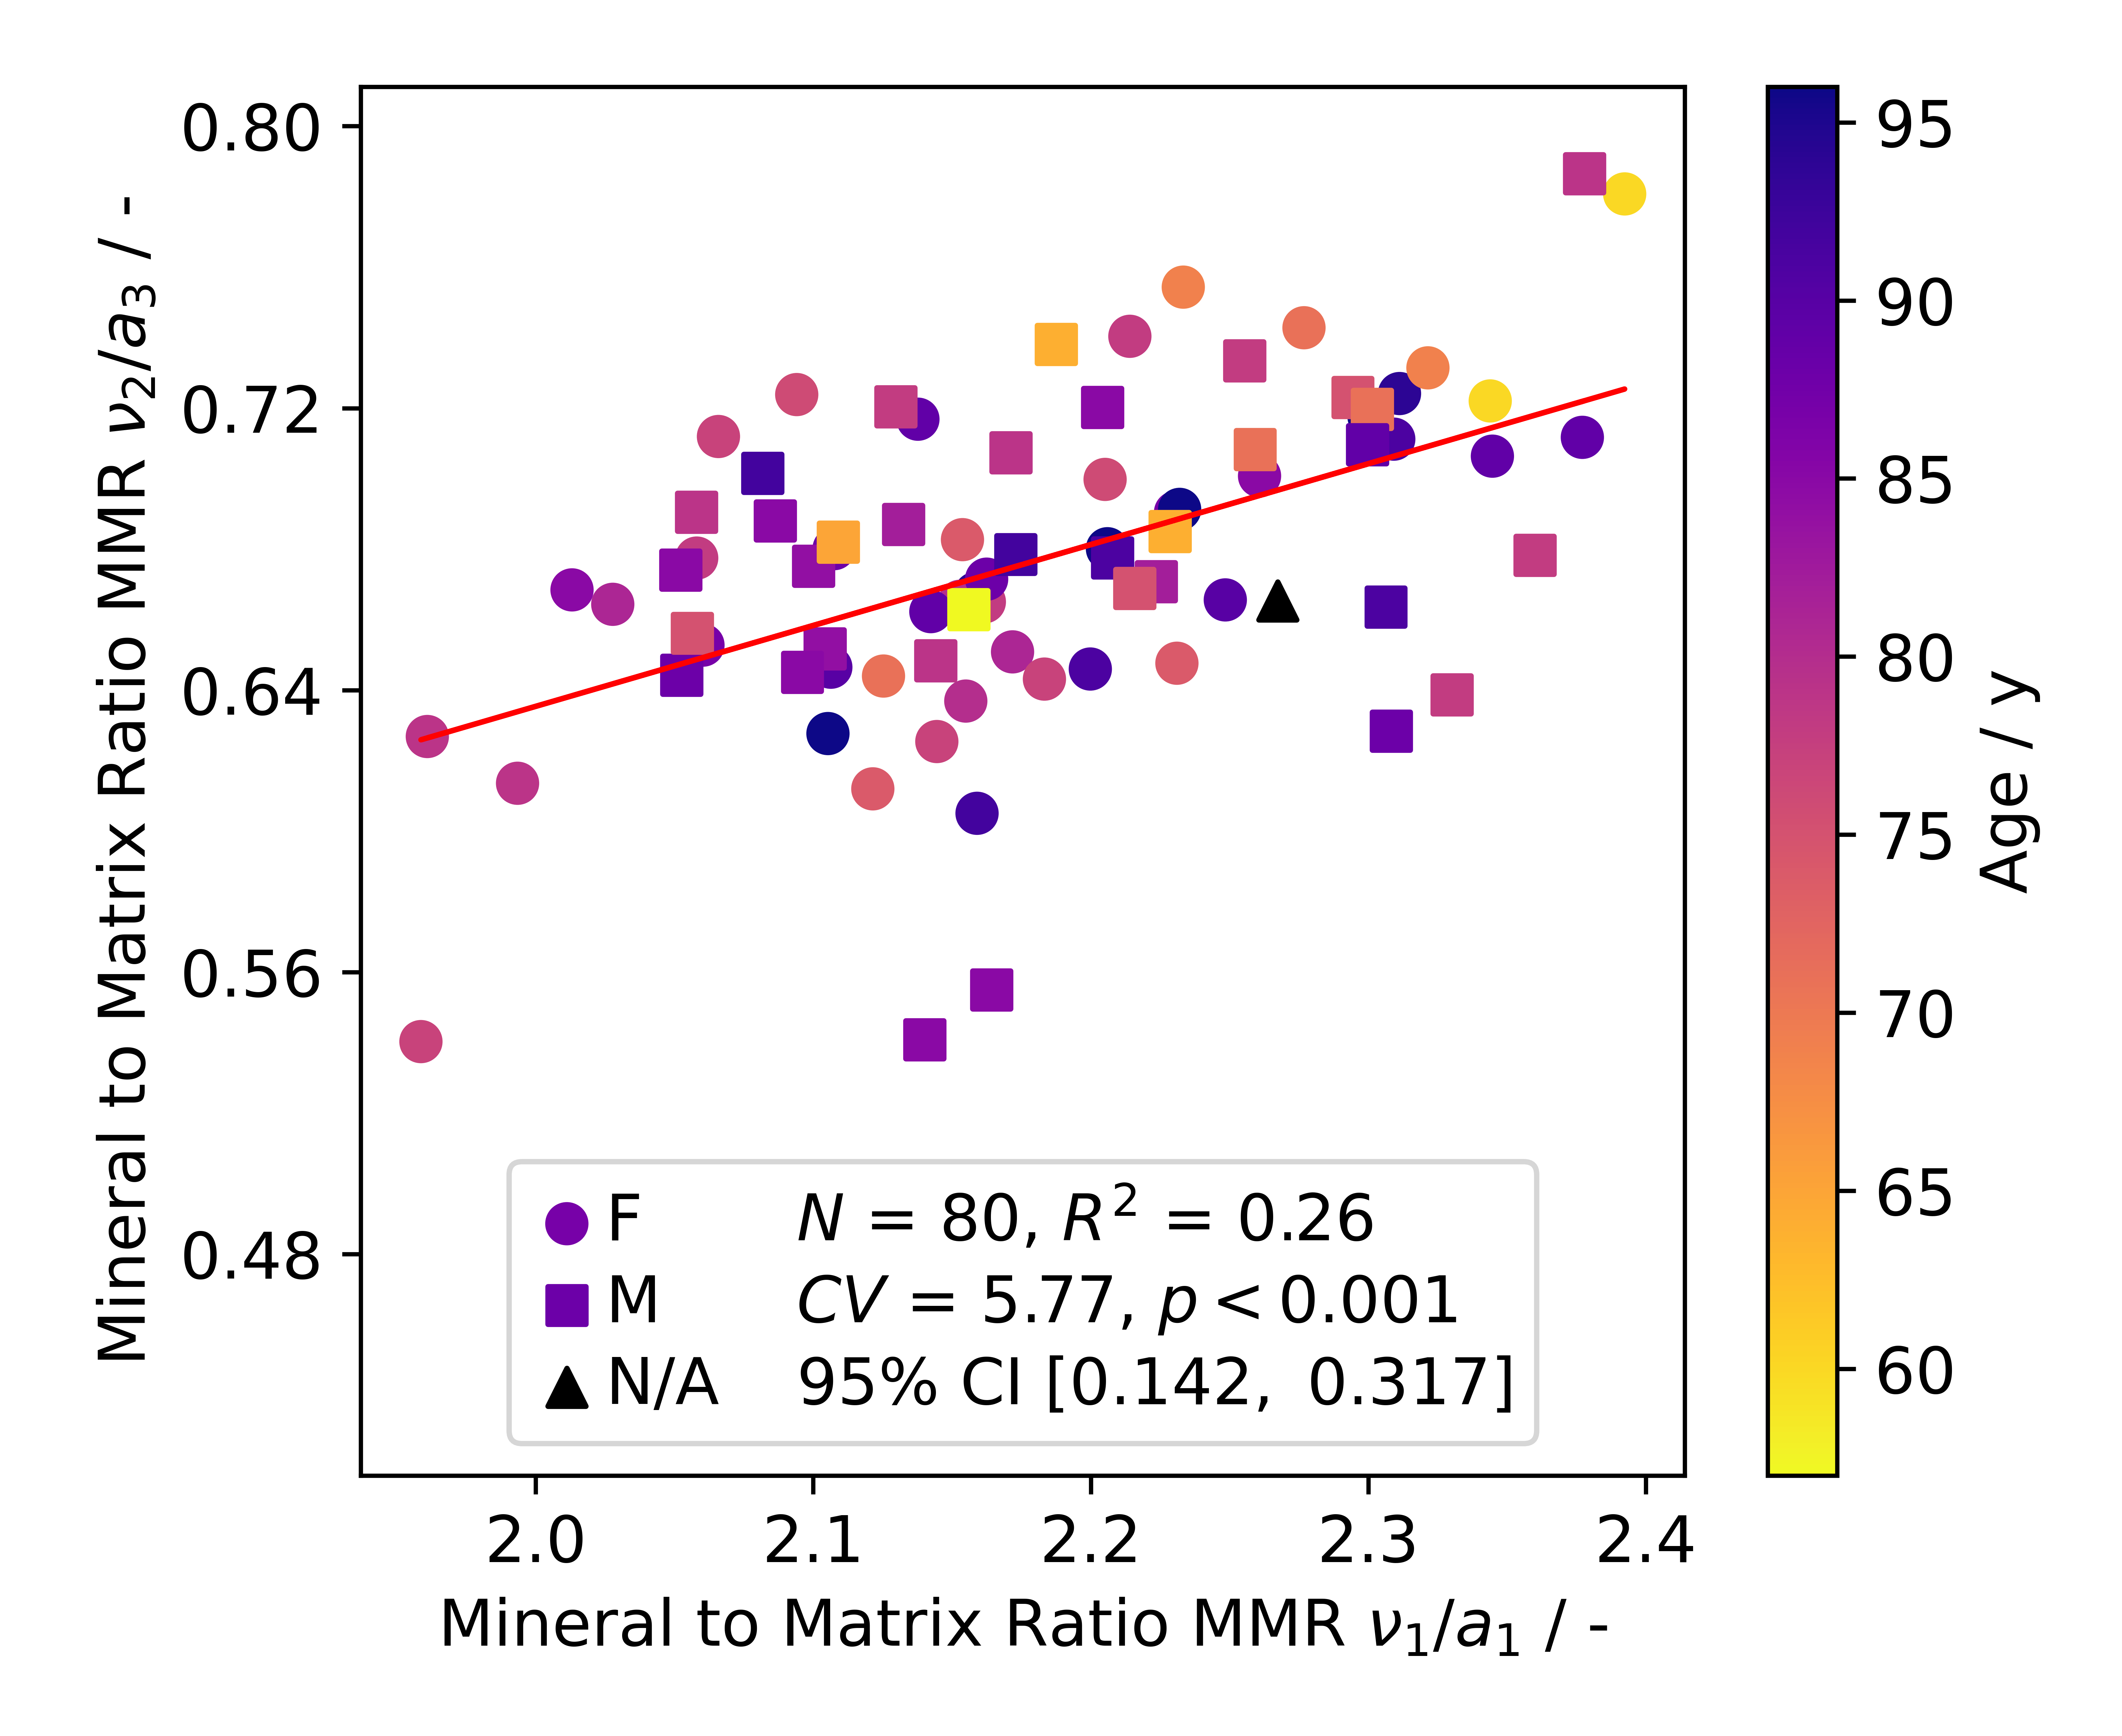 0.80
0.72
0.64
0.56
0.48
Mineral to Matrix Ratio MMR ν₂/a₃ / -
F N = 80, R² = 0.26
M CV = 5.77, p < 0.001
N/A 95% CI [0.142, 0.317]
2.0 2.1 2.2 2.3 2.4
Mineral to Matrix Ratio MMR ν₁/a₁ / -
95
90
85
80
75
70
65
60
Age / y